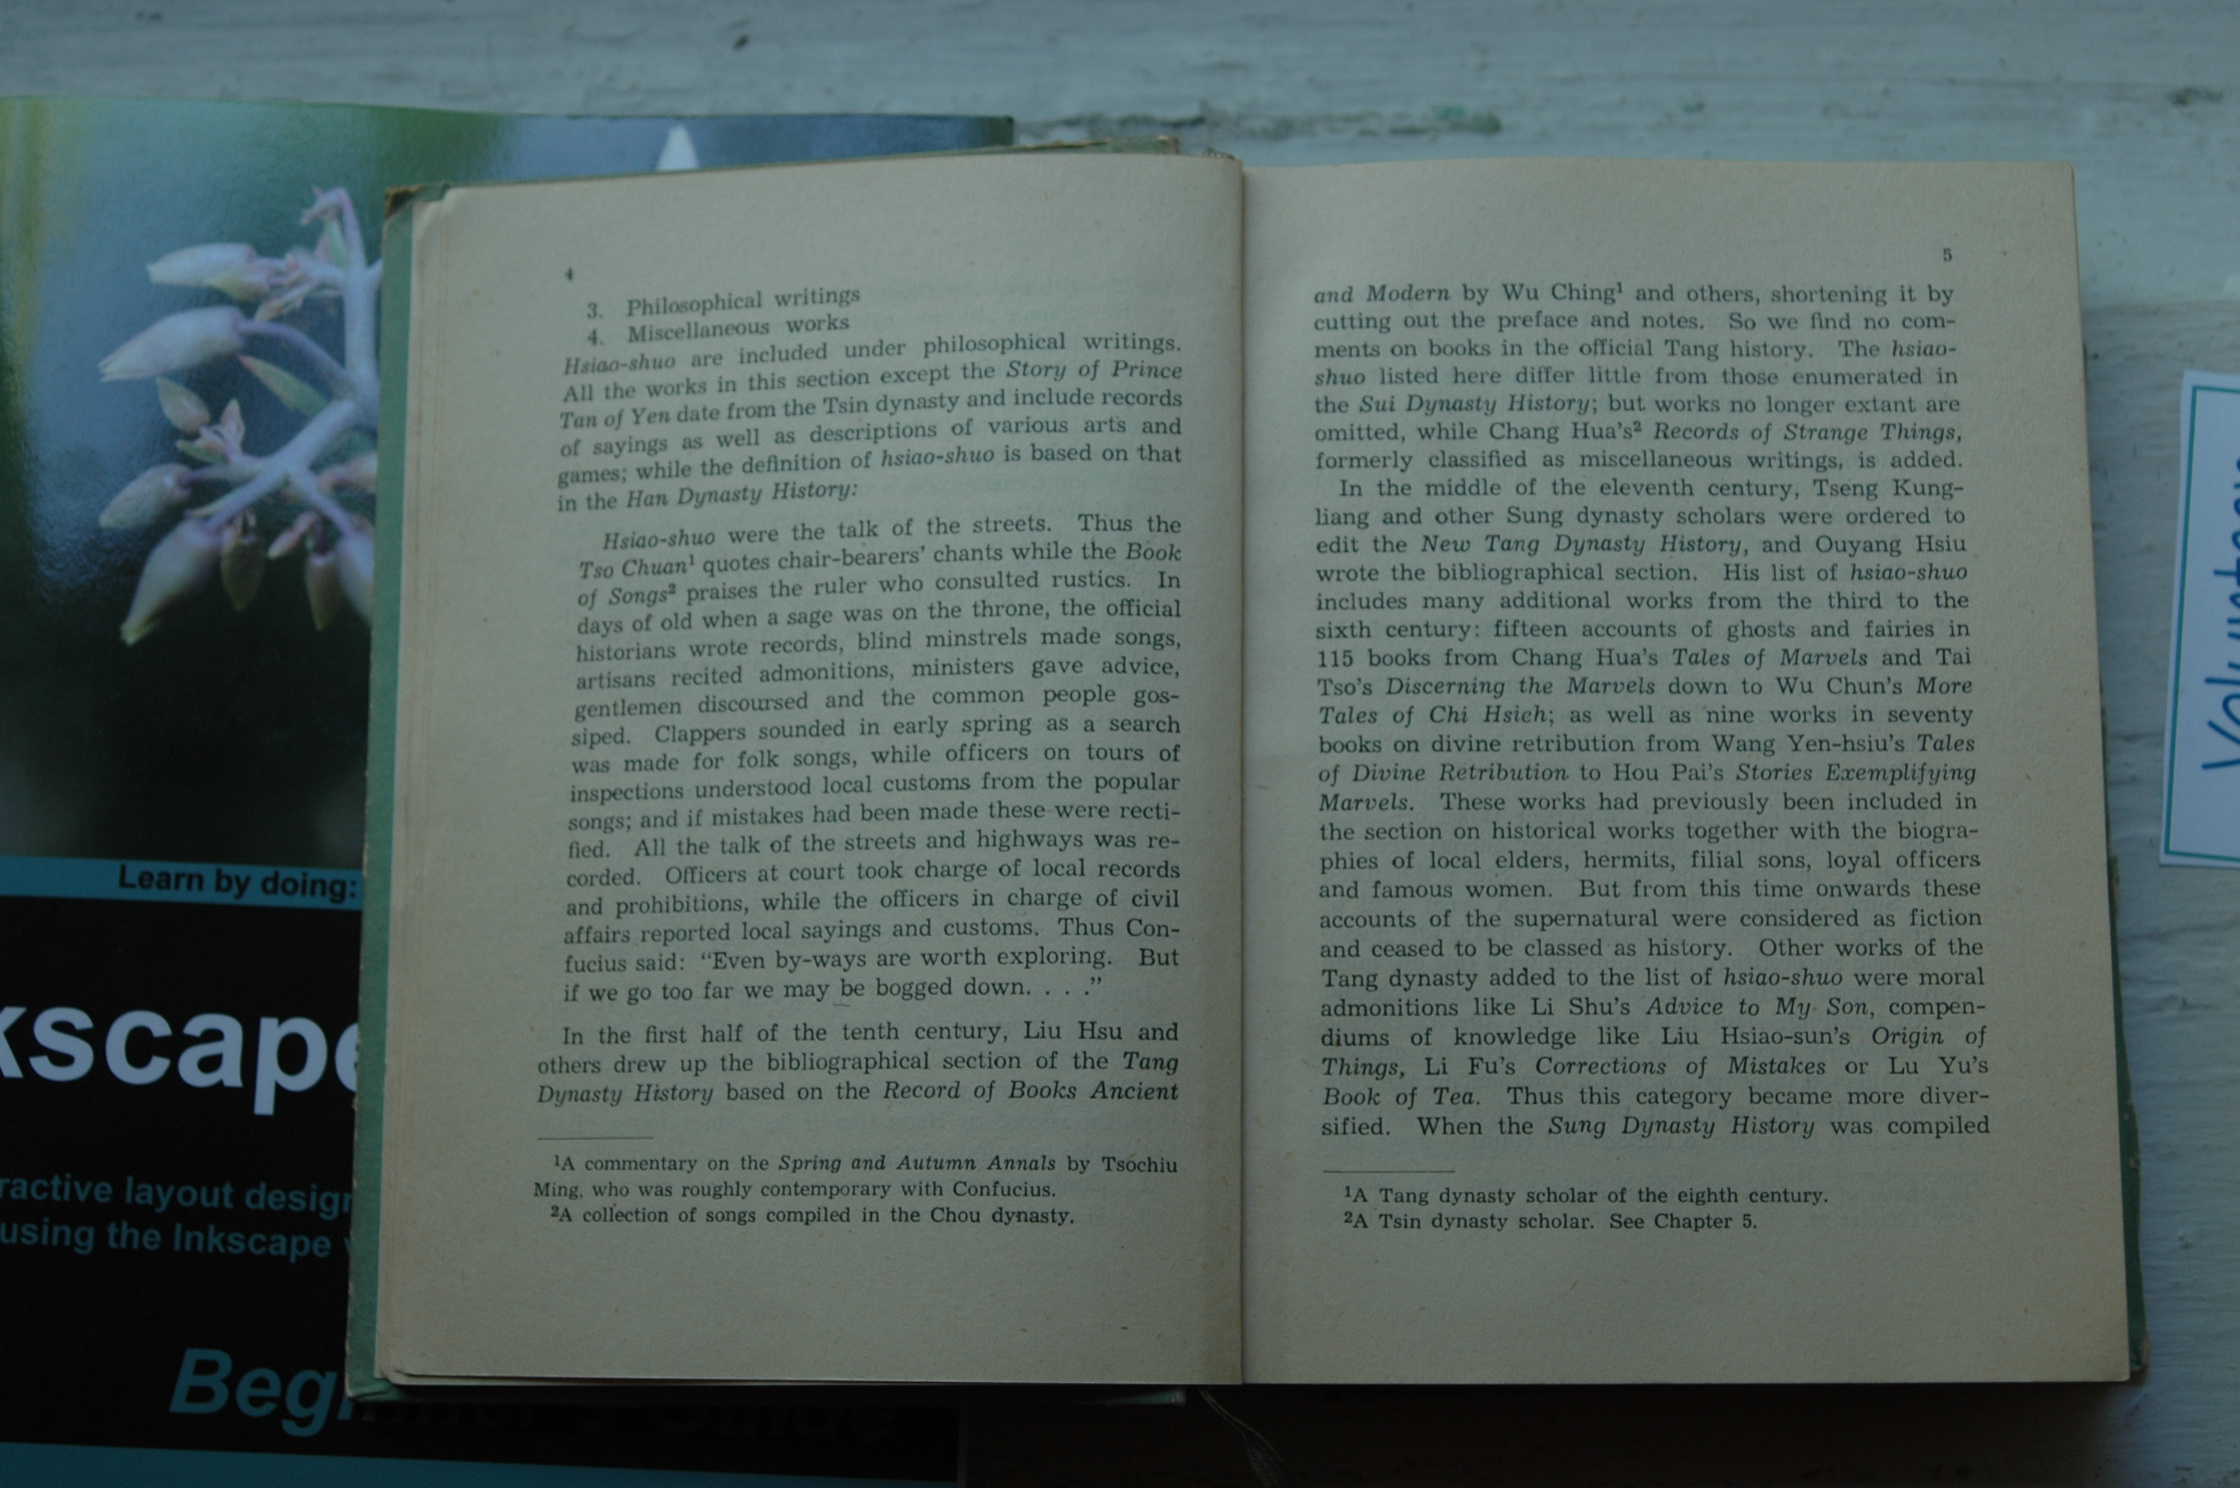 4
3. Philosophical writings
4. Miscellaneous works
Hsiao-shuo are included under philosophical writings.
All the works in this section except the Story of Prince
Tan of Yen date from the Tsin dynasty and include records
of sayings as well as descriptions of various arts and
games; while the definition of hsiao-shuo is based on that
in the Han Dynasty History:
Hsiao-shuo were the talk of the streets. Thus the
Tso Chuan¹ quotes chair-bearers' chants while the Book
of Songs² praises the ruler who consulted rustics. In
days of old when a sage was on the throne, the official
historians wrote records, blind minstrels made songs,
artisans recited admonitions, ministers gave advice,
gentlemen discoursed and the common people gos-
siped. Clappers sounded in early spring as a search
was made for folk songs, while officers on tours of
inspections understood local customs from the popular
songs; and if mistakes had been made these were recti-
fied. All the talk of the streets and highways was re-
corded. Officers at court took charge of local records
and prohibitions, while the officers in charge of civil
affairs reported local sayings and customs. Thus Con-
fucius said: "Even by-ways are worth exploring. But
if we go too far we may be bogged down. . . ."
In the first half of the tenth century, Liu Hsu and
others drew up the bibliographical section of the Tang
Dynasty History based on the Record of Books Ancient
¹A commentary on the Spring and Autumn Annals by Tsochiu
Ming, who was roughly contemporary with Confucius.
²A collection of songs compiled in the Chou dynasty.
5
and Modern by Wu Ching¹ and others, shortening it by
cutting out the preface and notes. So we find no com-
ments on books in the official Tang history. The hsiao-
shuo listed here differ little from those enumerated in
the Sui Dynasty History; but works no longer extant are
omitted, while Chang Hua's² Records of Strange Things,
formerly classified as miscellaneous writings, is added.
In the middle of the eleventh century, Tseng Kung-
liang and other Sung dynasty scholars were ordered to
edit the New Tang Dynasty History, and Ouyang Hsiu
wrote the bibliographical section. His list of hsiao-shuo
includes many additional works from the third to the
sixth century: fifteen accounts of ghosts and fairies in
115 books from Chang Hua's Tales of Marvels and Tai
Tso's Discerning the Marvels down to Wu Chun's More
Tales of Chi Hsieh; as well as nine works in seventy
books on divine retribution from Wang Yen-hsiu's Tales
of Divine Retribution to Hou Pai's Stories Exemplifying
Marvels. These works had previously been included in
the section on historical works together with the biogra-
phies of local elders, hermits, filial sons, loyal officers
and famous women. But from this time onwards these
accounts of the supernatural were considered as fiction
and ceased to be classed as history. Other works of the
Tang dynasty added to the list of hsiao-shuo were moral
admonitions like Li Shu's Advice to My Son, compen-
diums of knowledge like Liu Hsiao-sun's Origin of
Things, Li Fu's Corrections of Mistakes or Lu Yu's
Book of Tea. Thus this category became more diver-
sified. When the Sung Dynasty History was compiled
¹A Tang dynasty scholar of the eighth century.
²A Tsin dynasty scholar. See Chapter 5.
Learn by doing:
kscape
ractive layout design
using the Inkscape
Beg